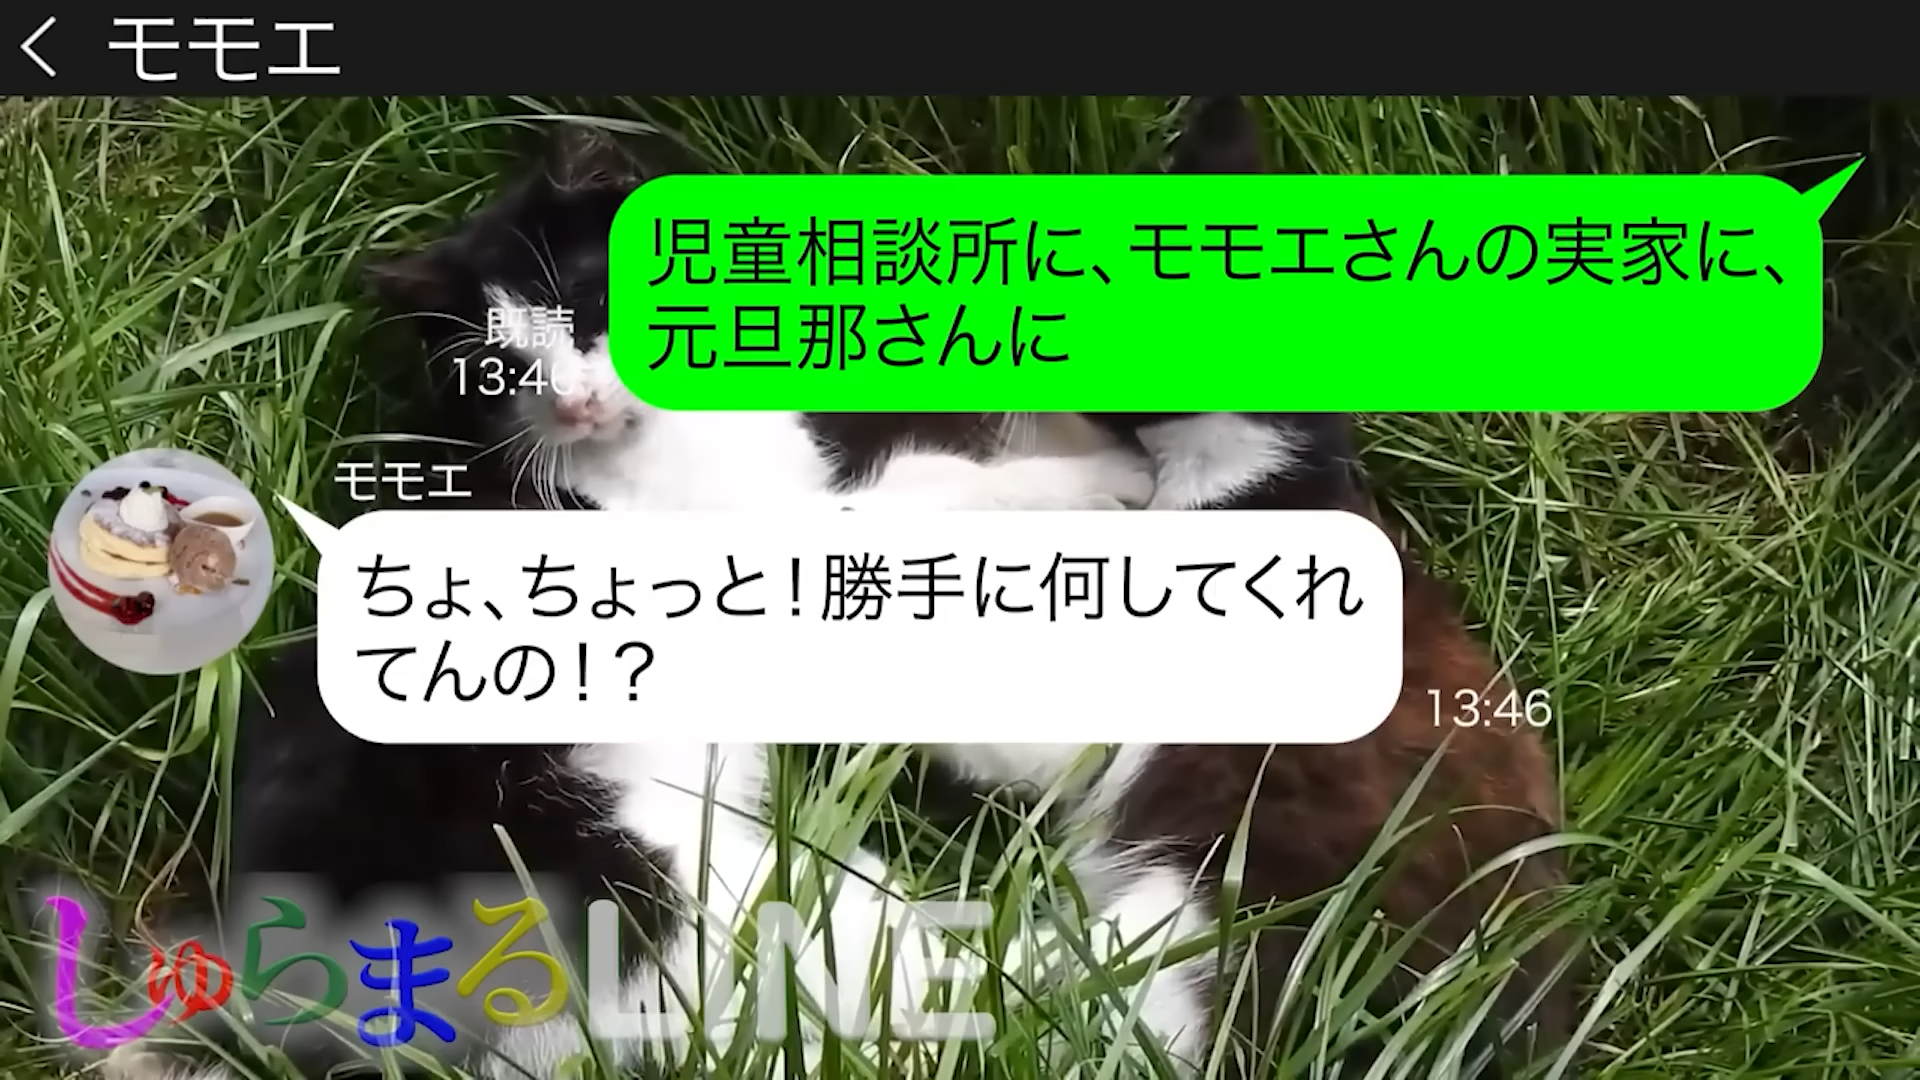 モモエ
児童相談所に、モモエさんの実家に、
元旦那さんに
既読
13:46
モモエ
ちょ、ちょっと！勝手に何してくれ
てんの！？
13:46
しゅらまるLINE